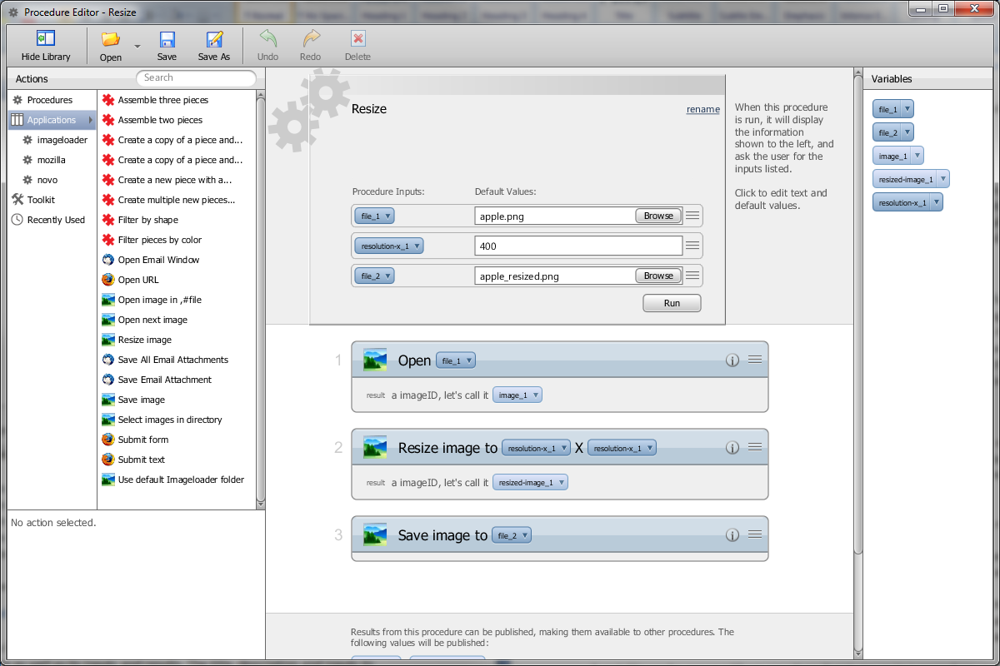 Procedure Editor - Resize
Hide Library
Open
Save
Save As
Undo
Redo
Delete
Actions
Search
Procedures
Applications
imageloader
mozilla
novo
Toolkit
Recently Used
Assemble three pieces
Assemble two pieces
Create a copy of a piece and...
Create a copy of a piece and...
Create a new piece with a...
Create multiple new pieces...
Filter by shape
Filter pieces by color
Open Email Window
Open URL
Open image in ,#file
Open next image
Resize image
Save All Email Attachments
Save Email Attachment
Save image
Select images in directory
Submit form
Submit text
Use default Imageloader folder
No action selected.
Resize
rename
Procedure Inputs:
Default Values:
file_1
apple.png
Browse
resolution-x_1
400
file_2
apple_resized.png
Browse
Run
When this procedure
is run, it will display
the information
shown to the left, and
ask the user for the
inputs listed.
Click to edit text and
default values.
1
Open file_1
result a imageID, let's call it image_1
2
Resize image to resolution-x_1 X resolution-x_1
result a imageID, let's call it resized-image_1
3
Save image to file_2
Results from this procedure can be published, making them available to other procedures. The
following values will be published:
Variables
file_1
file_2
image_1
resized-image_1
resolution-x_1